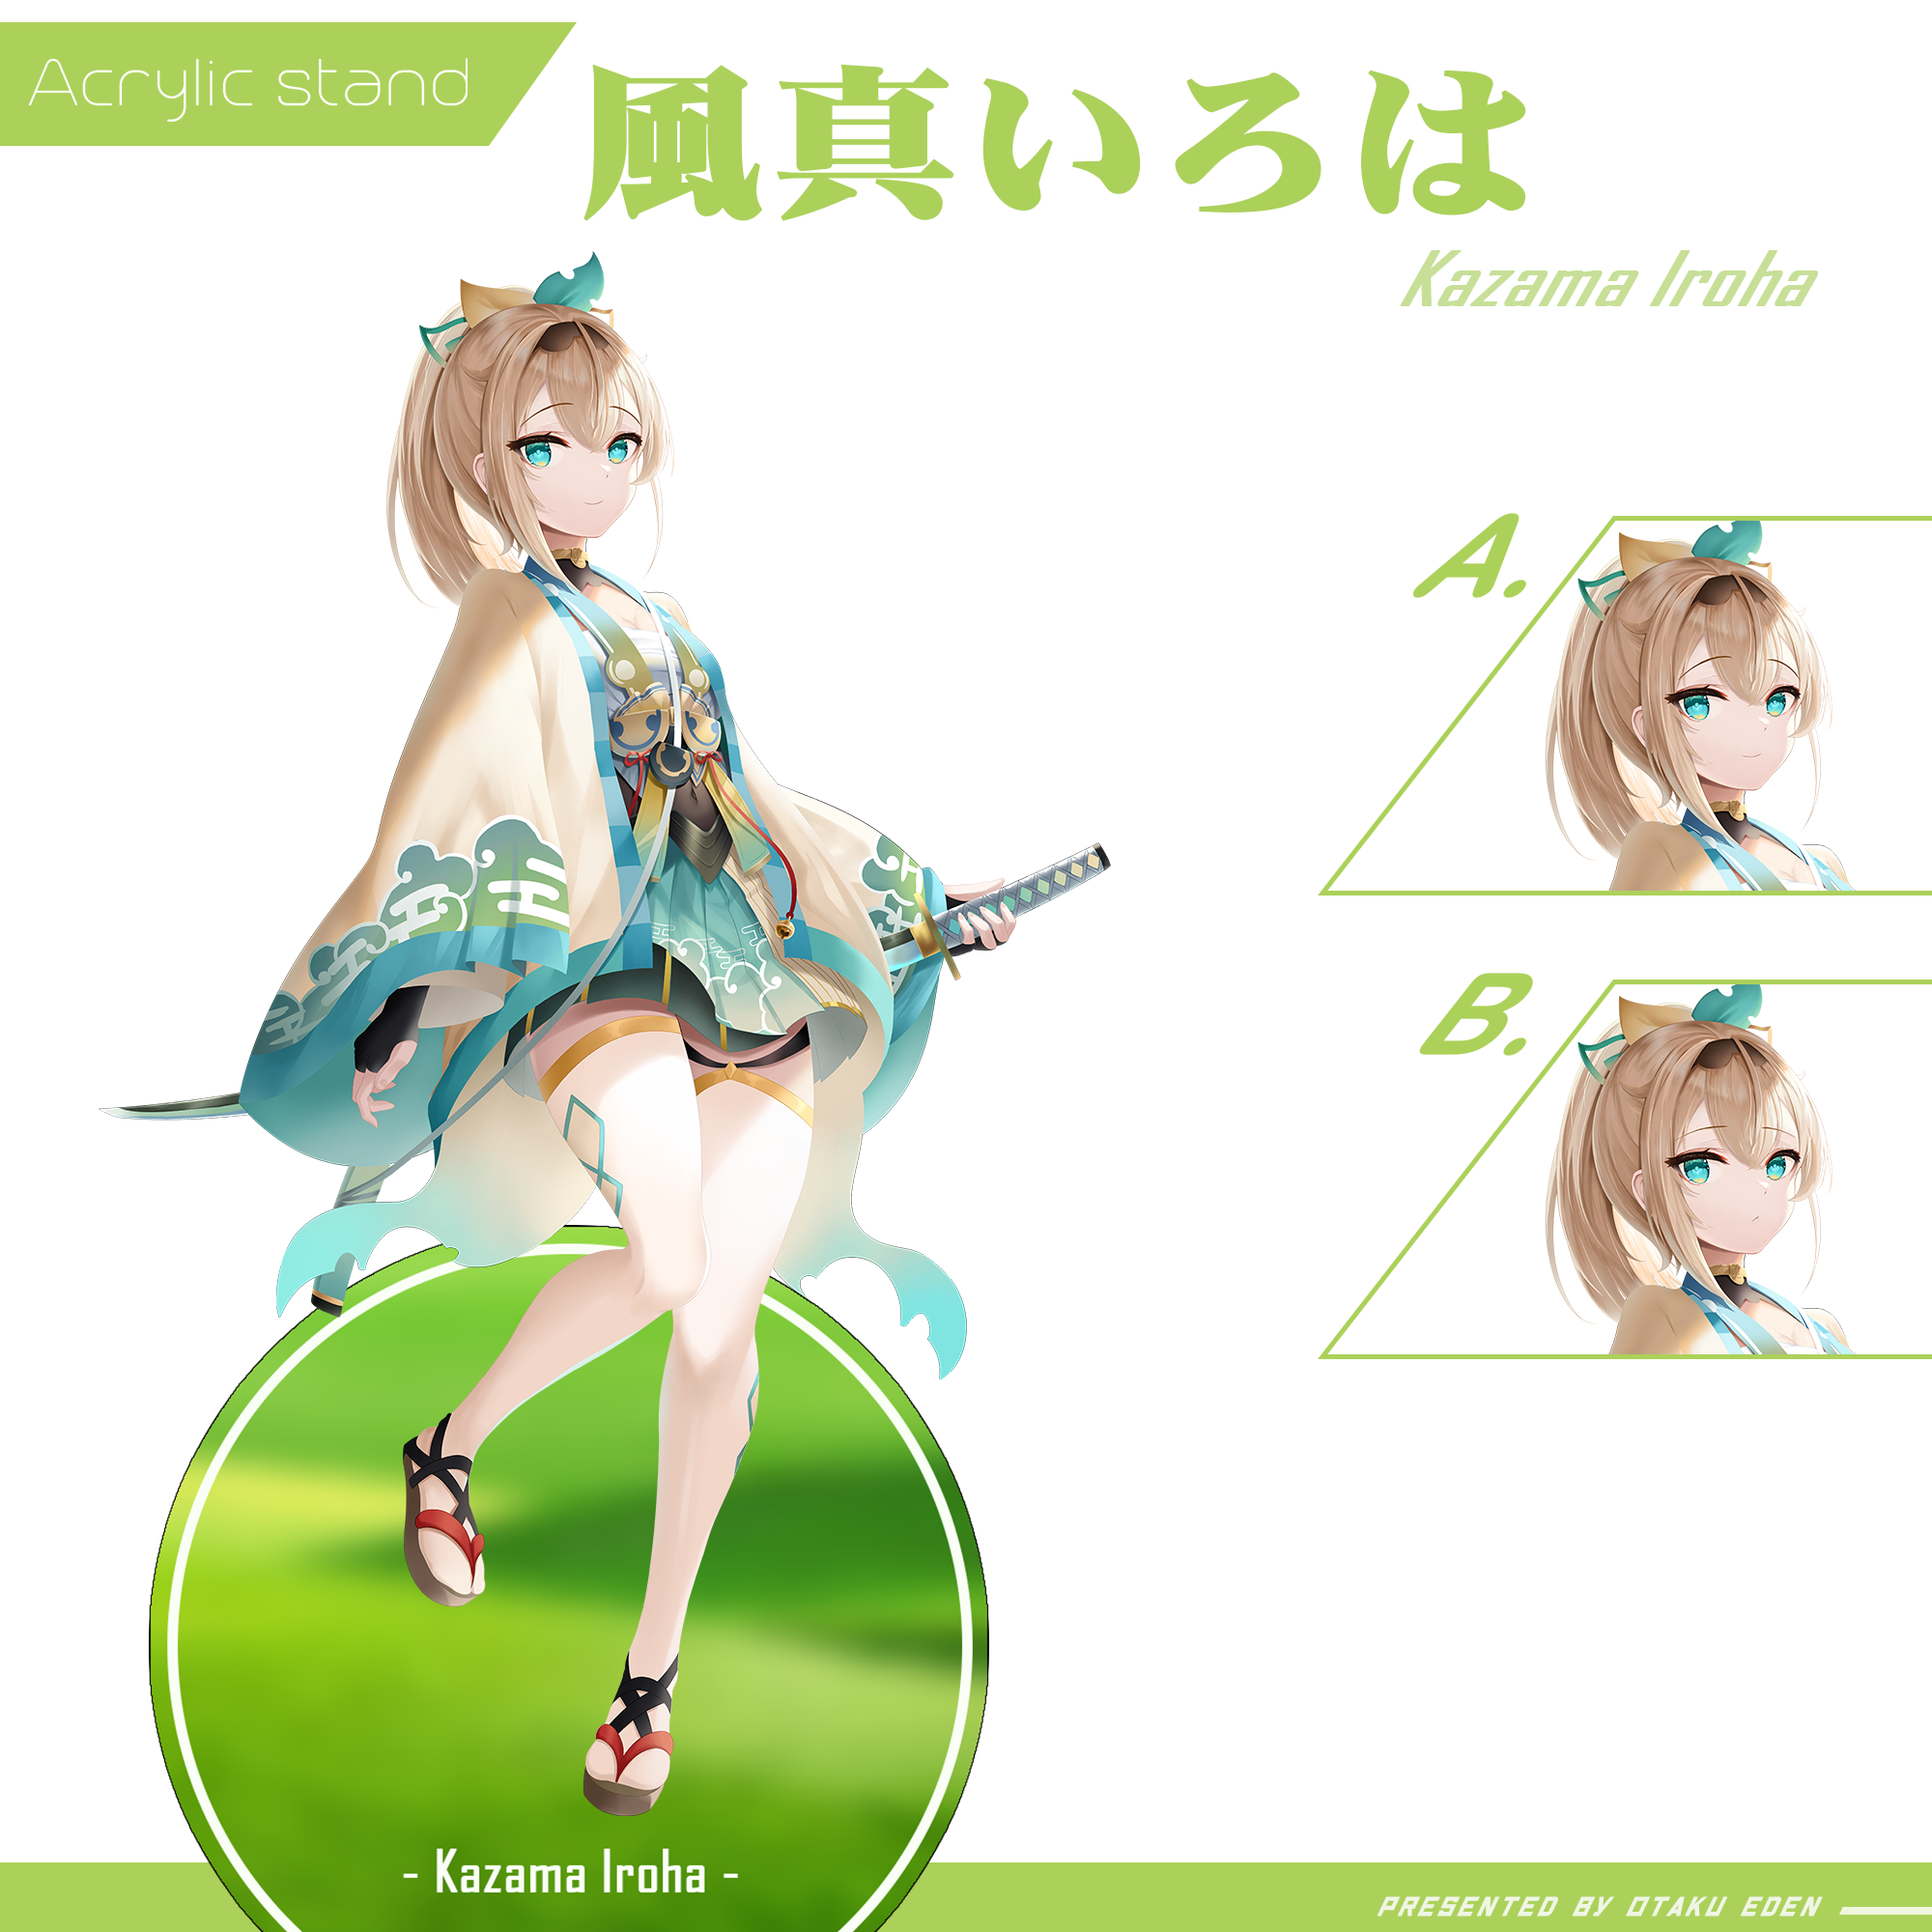 Acrylic stand
風真いろは
Kazama Iroha
A.
B.
- Kazama Iroha -
PRESENTED BY OTAKU EDEN